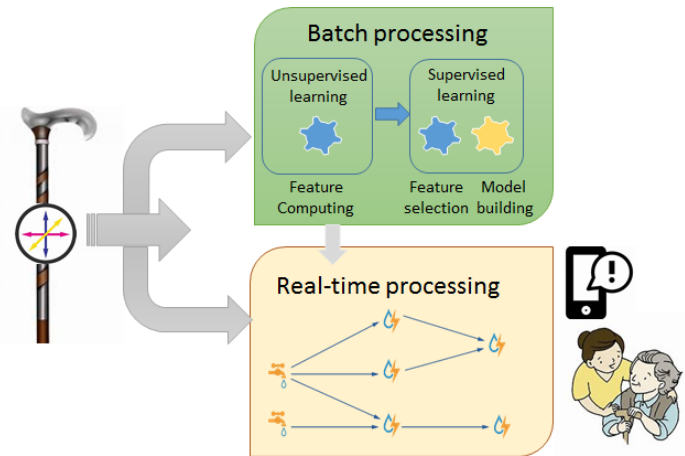 Batch processing
Unsupervised
learning
Supervised
learning
Feature
Computing
Feature
selection
Model
building
Real-time processing